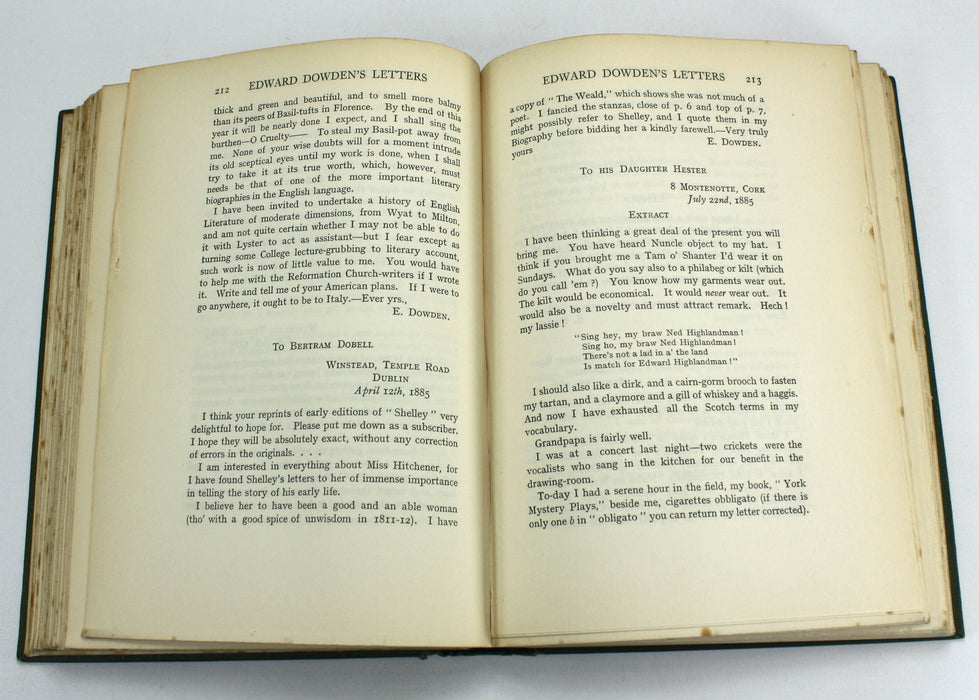 212 EDWARD DOWDEN'S LETTERS
thick and green and beautiful, and to smell more balmy
than its peers of Basil-tufts in Florence. By the end of this
year it will be nearly done I expect, and I shall sing the
burthen—O Cruelty—— To steal my Basil-pot away from
me. None of your wise doubts will for a moment intrude
its old sceptical eyes until my work is done, when I shall
try to take it at its true worth, which, however, must
needs be that of one of the more important literary
biographies in the English language.
I have been invited to undertake a history of English
Literature of moderate dimensions, from Wyat to Milton,
and am not quite certain whether I may not be able to do
it with Lyster to act as assistant—but I fear except as
turning some College lecture-grubbing to literary account,
such work is now of little value to me. You would have
to help me with the Reformation Church-writers if I wrote
it. Write and tell me of your American plans. If I were to
go anywhere, it ought to be to Italy.—Ever yrs.,
E. DOWDEN.
TO BERTRAM DOBELL
WINSTEAD, TEMPLE ROAD
DUBLIN
April 12th, 1885
I think your reprints of early editions of "Shelley" very
delightful to hope for. Please put me down as a subscriber.
I hope they will be absolutely exact, without any correction
of errors in the originals. . . .
I am interested in everything about Miss Hitchener, for
I have found Shelley's letters to her of immense importance
in telling the story of his early life.
I believe her to have been a good and an able woman
(tho' with a good spice of unwisdom in 1811-12). I have
EDWARD DOWDEN'S LETTERS 213
a copy of "The Weald," which shows she was not much of a
poet. I fancied the stanzas, close of p. 6 and top of p. 7,
might possibly refer to Shelley, and I quote them in my
Biography before bidding her a kindly farewell.—Very truly
yours
E. DOWDEN.
TO HIS DAUGHTER HESTER
8 MONTENOTTE, CORK
July 22nd, 1885
EXTRACT
I have been thinking a great deal of the present you will
bring me. You have heard Nuncle object to my hat. I
think if you brought me a Tam o' Shanter I'd wear it on
Sundays. What do you say also to a philabeg or kilt (which
do you call 'em?) You know how my garments wear out.
The kilt would be economical. It would never wear out. It
would also be a novelty and must attract remark. Hech!
my lassie!
"Sing hey, my braw Ned Highlandman!
Sing ho, my braw Ned Highlandman!
There's not a lad in a' the land
Is match for Edward Highlandman!"
I should also like a dirk, and a cairn-gorm brooch to fasten
my tartan, and a claymore and a gill of whiskey and a haggis.
And now I have exhausted all the Scotch terms in my
vocabulary.
Grandpapa is fairly well.
I was at a concert last night—two crickets were the
vocalists who sang in the kitchen for our benefit in the
drawing-room.
To-day I had a serene hour in the field, my book, "York
Mystery Plays," beside me, cigarettes obbligato (if there is
only one b in "obligato" you can return my letter corrected).